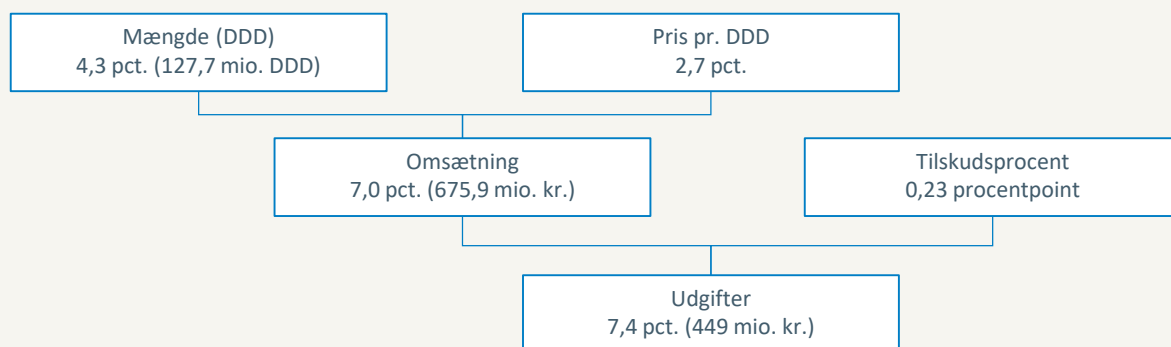 Mængde (DDD)
4,3 pct. (127,7 mio. DDD)
Pris pr. DDD
2,7 pct.
Omsætning
7,0 pct. (675,9 mio. kr.)
Tilskudsprocent
0,23 procentpoint
Udgifter
7,4 pct. (449 mio. kr.)